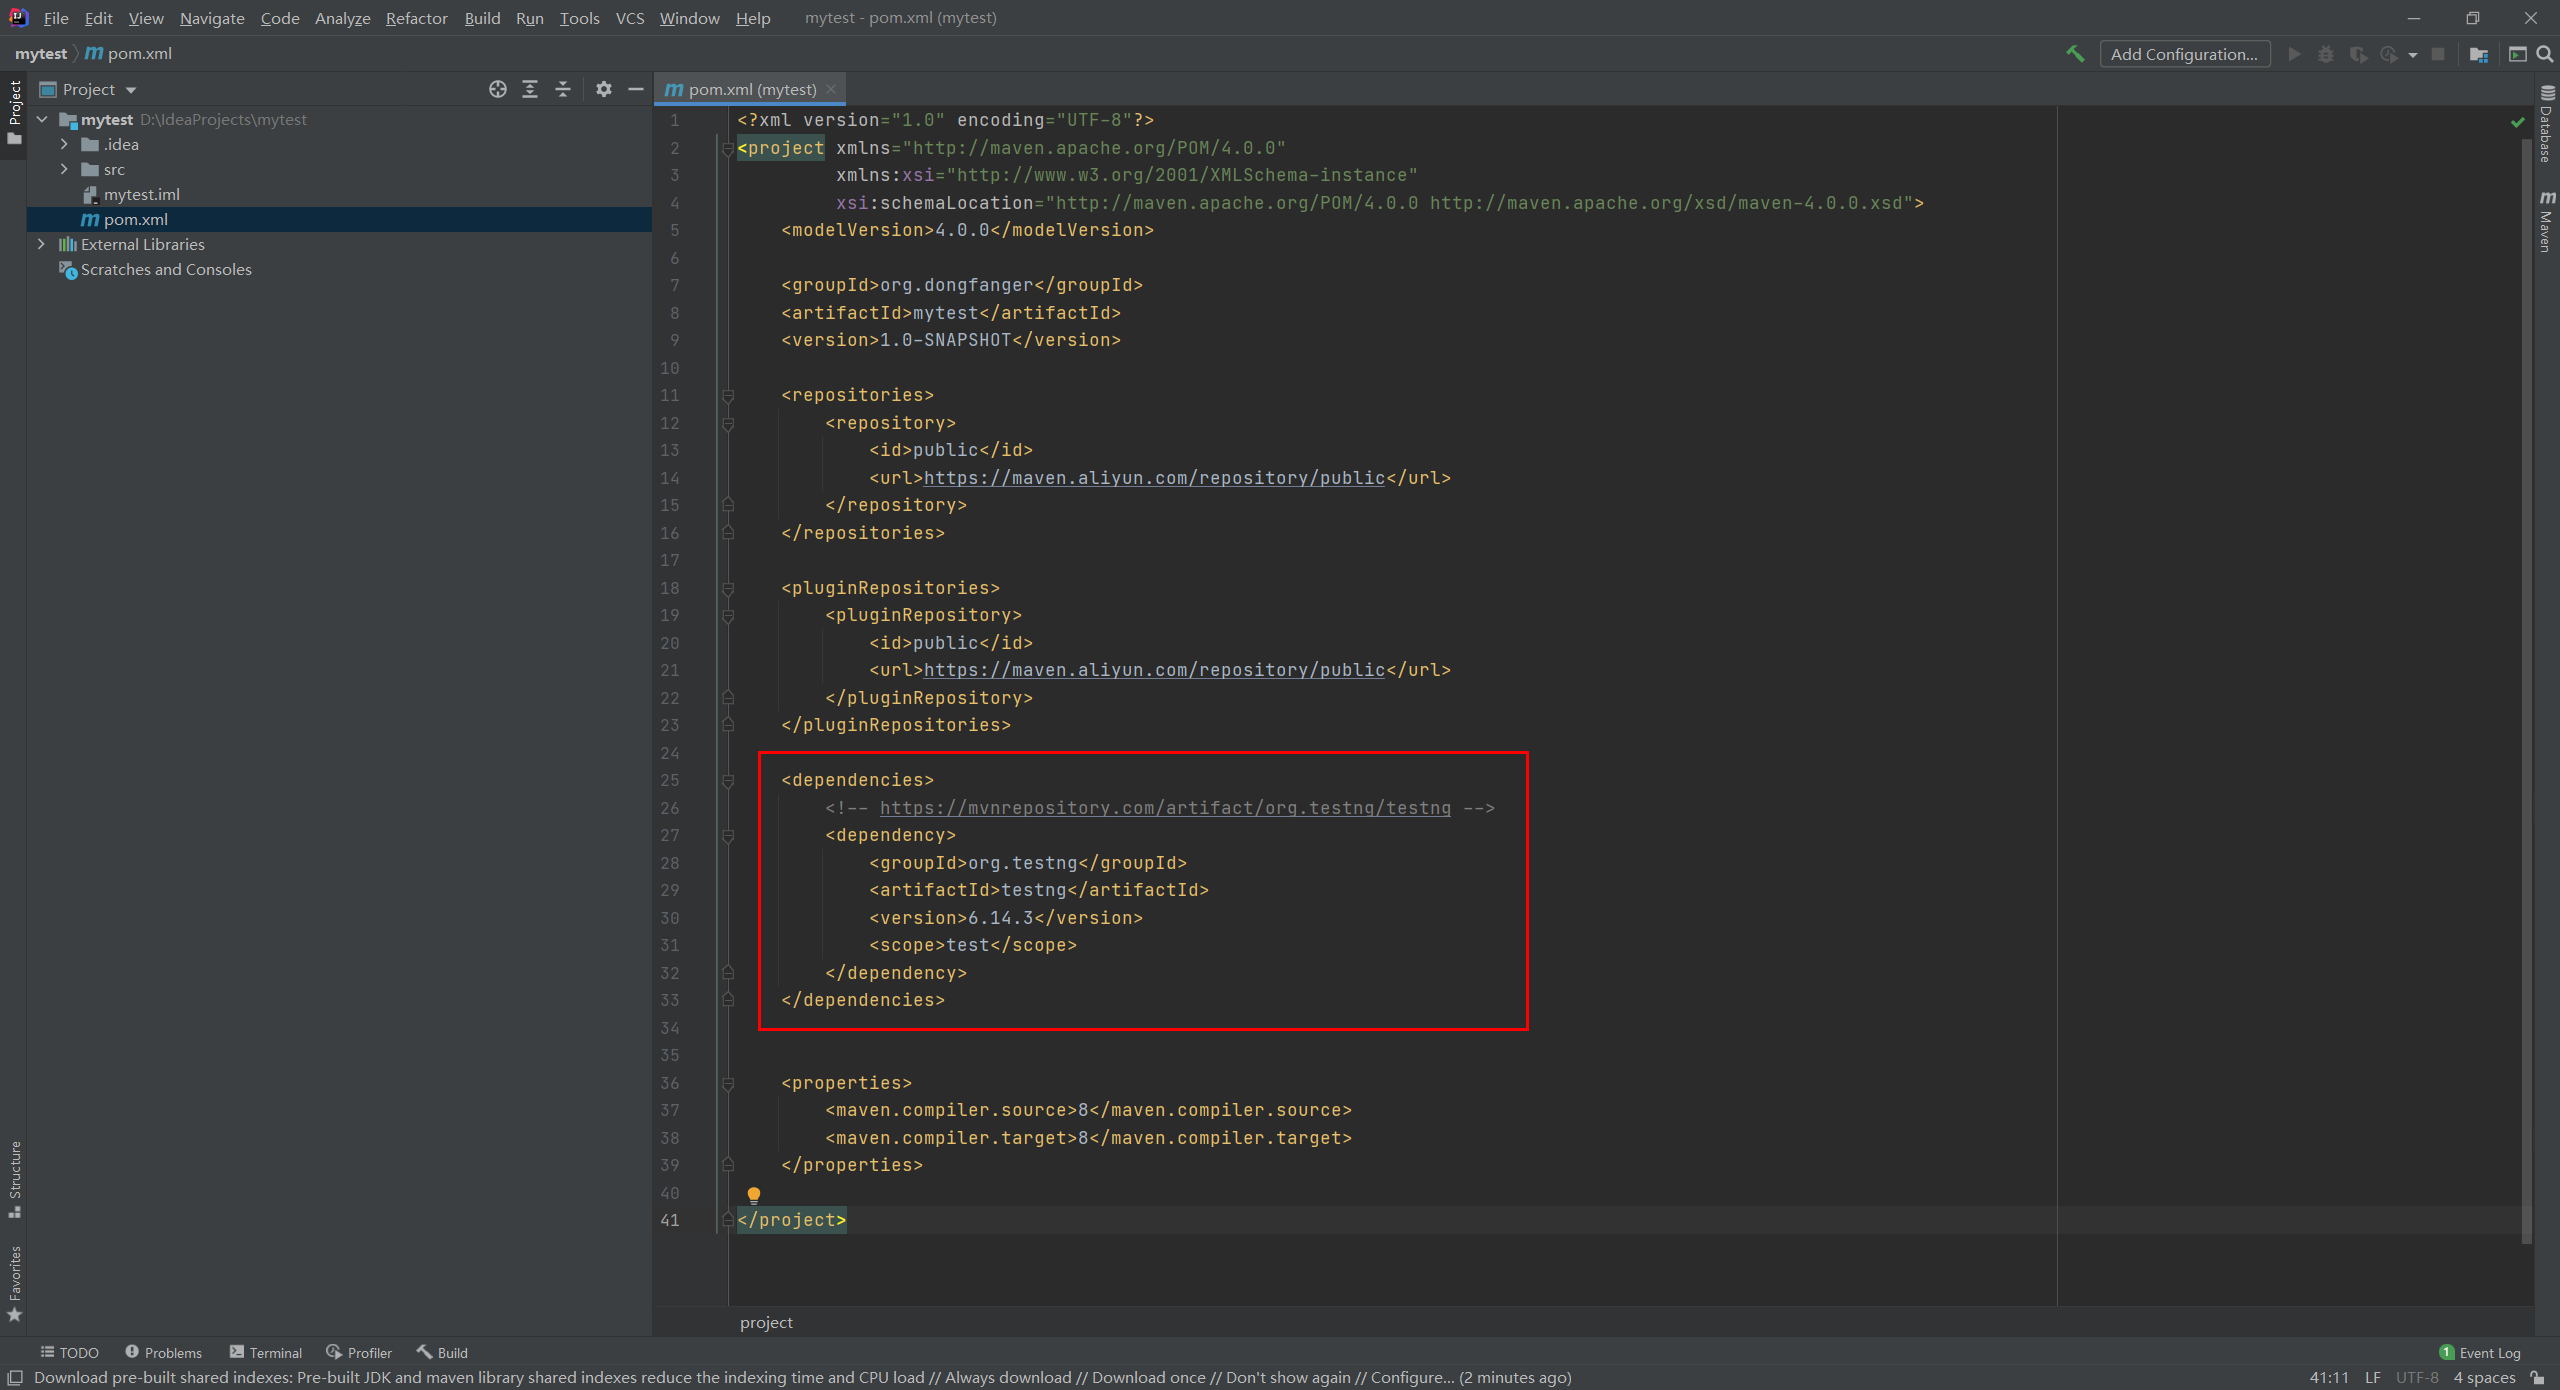 File Edit View Navigate Code Analyze Refactor Build Run Tools VCS Window Help mytest - pom.xml (mytest)
mytest pom.xml
Add Configuration...
Project
Project
pom.xml (mytest)
mytest D:\IdeaProjects\mytest
.idea
src
mytest.iml
pom.xml
External Libraries
Scratches and Consoles
1 <?xml version="1.0" encoding="UTF-8"?>
2 <project xmlns="http://maven.apache.org/POM/4.0.0"
3 xmlns:xsi="http://www.w3.org/2001/XMLSchema-instance"
4 xsi:schemaLocation="http://maven.apache.org/POM/4.0.0 http://maven.apache.org/xsd/maven-4.0.0.xsd">
5 <modelVersion>4.0.0</modelVersion>
6
7 <groupId>org.dongfanger</groupId>
8 <artifactId>mytest</artifactId>
9 <version>1.0-SNAPSHOT</version>
10
11 <repositories>
12 <repository>
13 <id>public</id>
14 <url>https://maven.aliyun.com/repository/public</url>
15 </repository>
16 </repositories>
17
18 <pluginRepositories>
19 <pluginRepository>
20 <id>public</id>
21 <url>https://maven.aliyun.com/repository/public</url>
22 </pluginRepository>
23 </pluginRepositories>
24
25 <dependencies>
26 <!-- https://mvnrepository.com/artifact/org.testng/testng -->
27 <dependency>
28 <groupId>org.testng</groupId>
29 <artifactId>testng</artifactId>
30 <version>6.14.3</version>
31 <scope>test</scope>
32 </dependency>
33 </dependencies>
34
35
36 <properties>
37 <maven.compiler.source>8</maven.compiler.source>
38 <maven.compiler.target>8</maven.compiler.target>
39 </properties>
40
41 </project>
Database
Maven
Structure
Favorites
project
TODO Problems Terminal Profiler Build
1 Event Log
Download pre-built shared indexes: Pre-built JDK and maven library shared indexes reduce the indexing time and CPU load // Always download // Download once // Don't show again // Configure... (2 minutes ago)
41:11 LF UTF-8 4 spaces